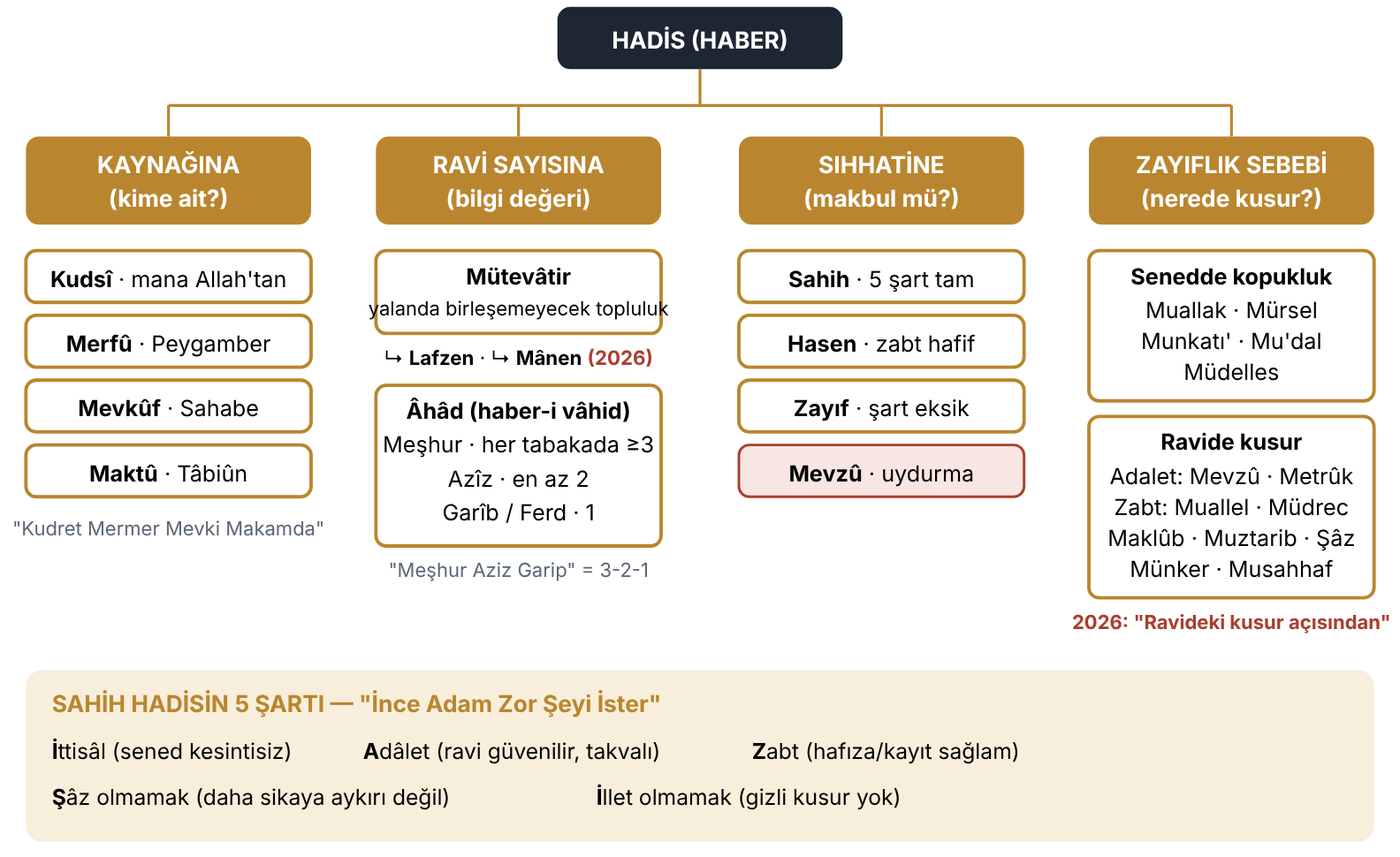 HADİS (HABER)
KAYNAĞINA
(kime ait?)
Kudsî · mana Allah'tan
Merfû · Peygamber
Mevkûf · Sahabe
Maktû · Tâbiûn
"Kudret Mermer Mevki Makamda"
RAVİ SAYISINA
(bilgi değeri)
Mütevâtir
yalanda birleşemeyecek topluluk
↳ Lafzen · ↳ Mânen (2026)
Âhâd (haber-i vâhid)
Meşhur · her tabakada ≥3
Azîz · en az 2
Garîb / Ferd · 1
"Meşhur Aziz Garip" = 3-2-1
SIHHATİNE
(makbul mü?)
Sahih · 5 şart tam
Hasen · zabt hafif
Zayıf · şart eksik
Mevzû · uydurma
ZAYIFLIK SEBEBİ
(nerede kusur?)
Senedde kopukluk
Muallak · Mürsel
Munkatı' · Mu'dal
Müdelles
Ravide kusur
Adalet: Mevzû · Metrûk
Zabt: Muallel · Müdrec
Maklûb · Muztarib · Şâz
Münker · Musahhaf
2026: "Ravideki kusur açısından"
SAHİH HADİSİN 5 ŞARTI — "İnce Adam Zor Şeyi İster"
İttisâl (sened kesintisiz) Adâlet (ravi güvenilir, takvalı) Zabt (hafıza/kayıt sağlam)
Şâz olmamak (daha sikaya aykırı değil) İllet olmamak (gizli kusur yok)